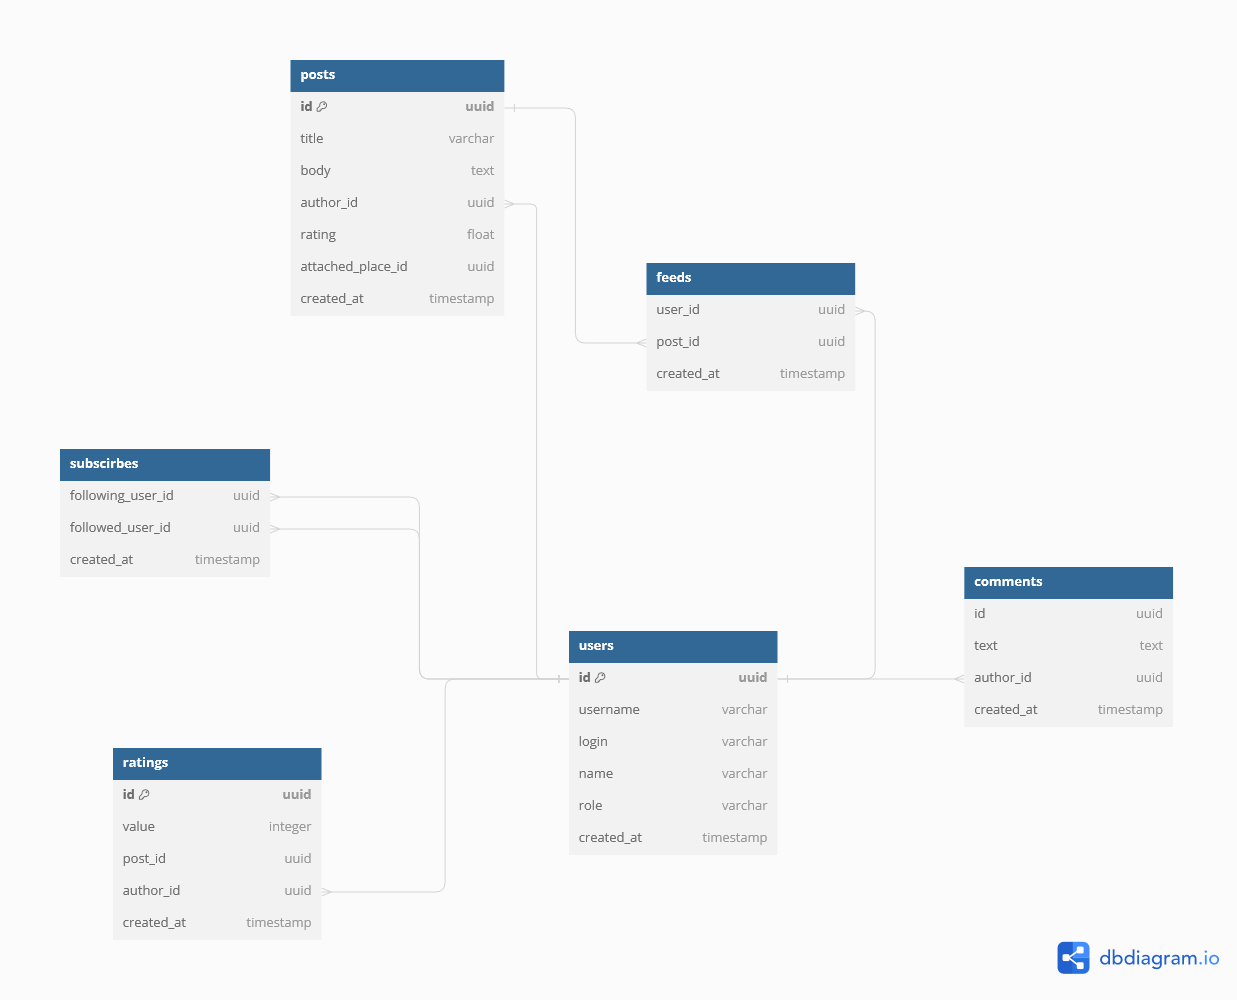 posts
id uuid
title varchar
body text
author_id uuid
rating float
attached_place_id uuid
created_at timestamp
feeds
user_id uuid
post_id uuid
created_at timestamp
subscirbes
following_user_id uuid
followed_user_id uuid
created_at timestamp
comments
id uuid
text text
author_id uuid
created_at timestamp
users
id uuid
username varchar
login varchar
name varchar
role varchar
created_at timestamp
ratings
id uuid
value integer
post_id uuid
author_id uuid
created_at timestamp
dbdiagram.io